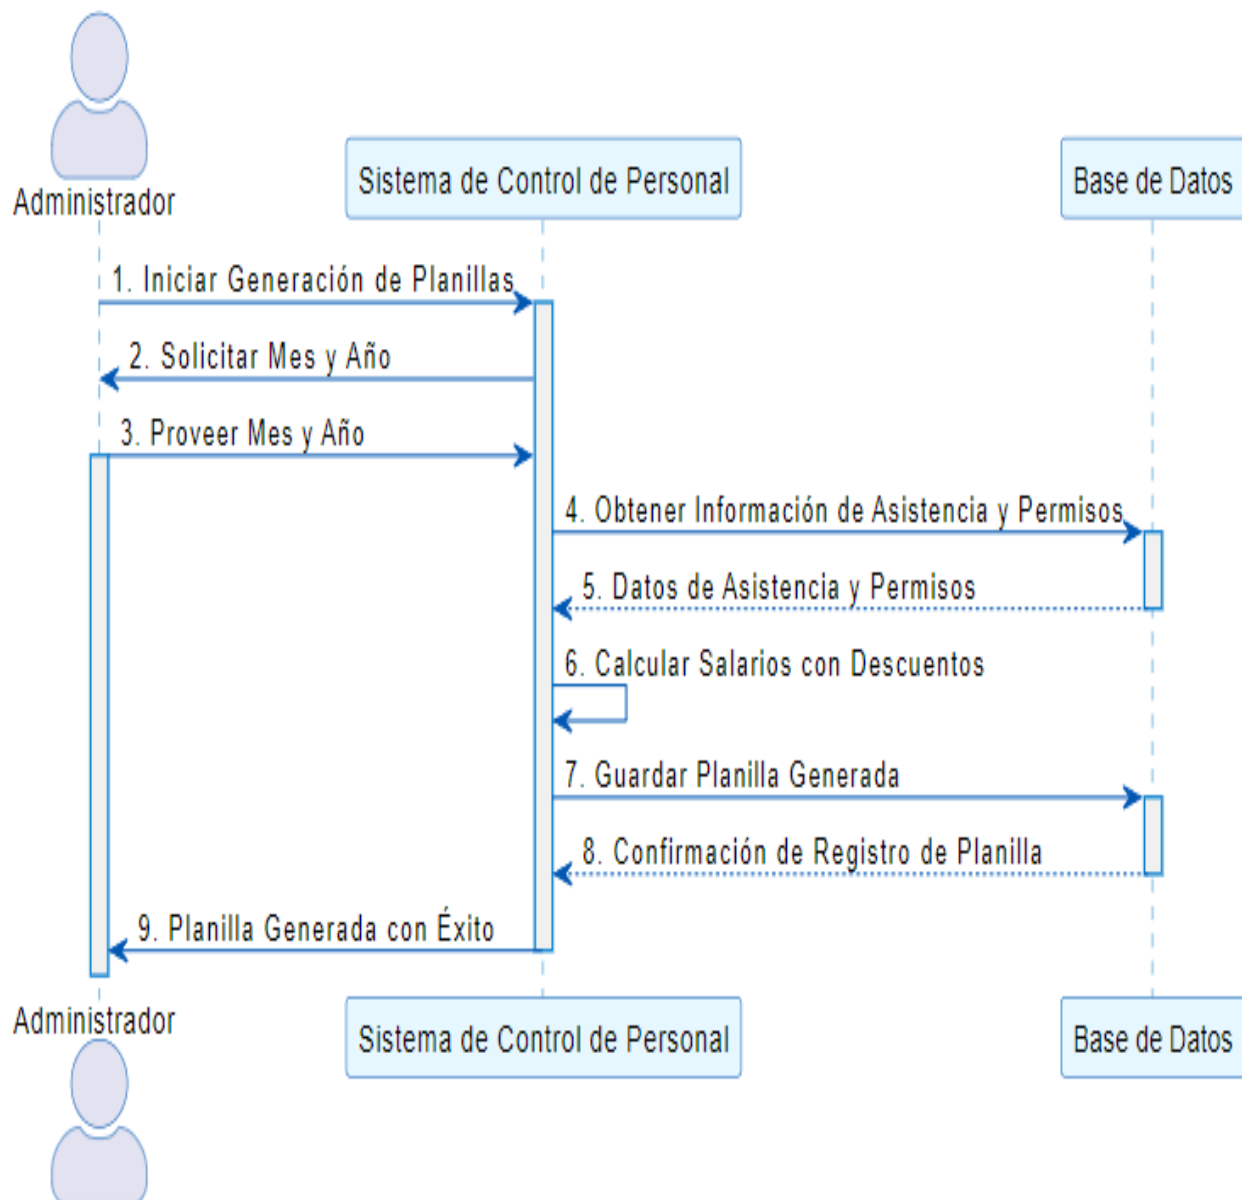 Administrador
Sistema de Control de Personal
Base de Datos
1. Iniciar Generación de Planillas
2. Solicitar Mes y Año
3. Proveer Mes y Año
4. Obtener Información de Asistencia y Permisos
5. Datos de Asistencia y Permisos
6. Calcular Salarios con Descuentos
7. Guardar Planilla Generada
8. Confirmación de Registro de Planilla
9. Planilla Generada con Éxito
Administrador
Sistema de Control de Personal
Base de Datos